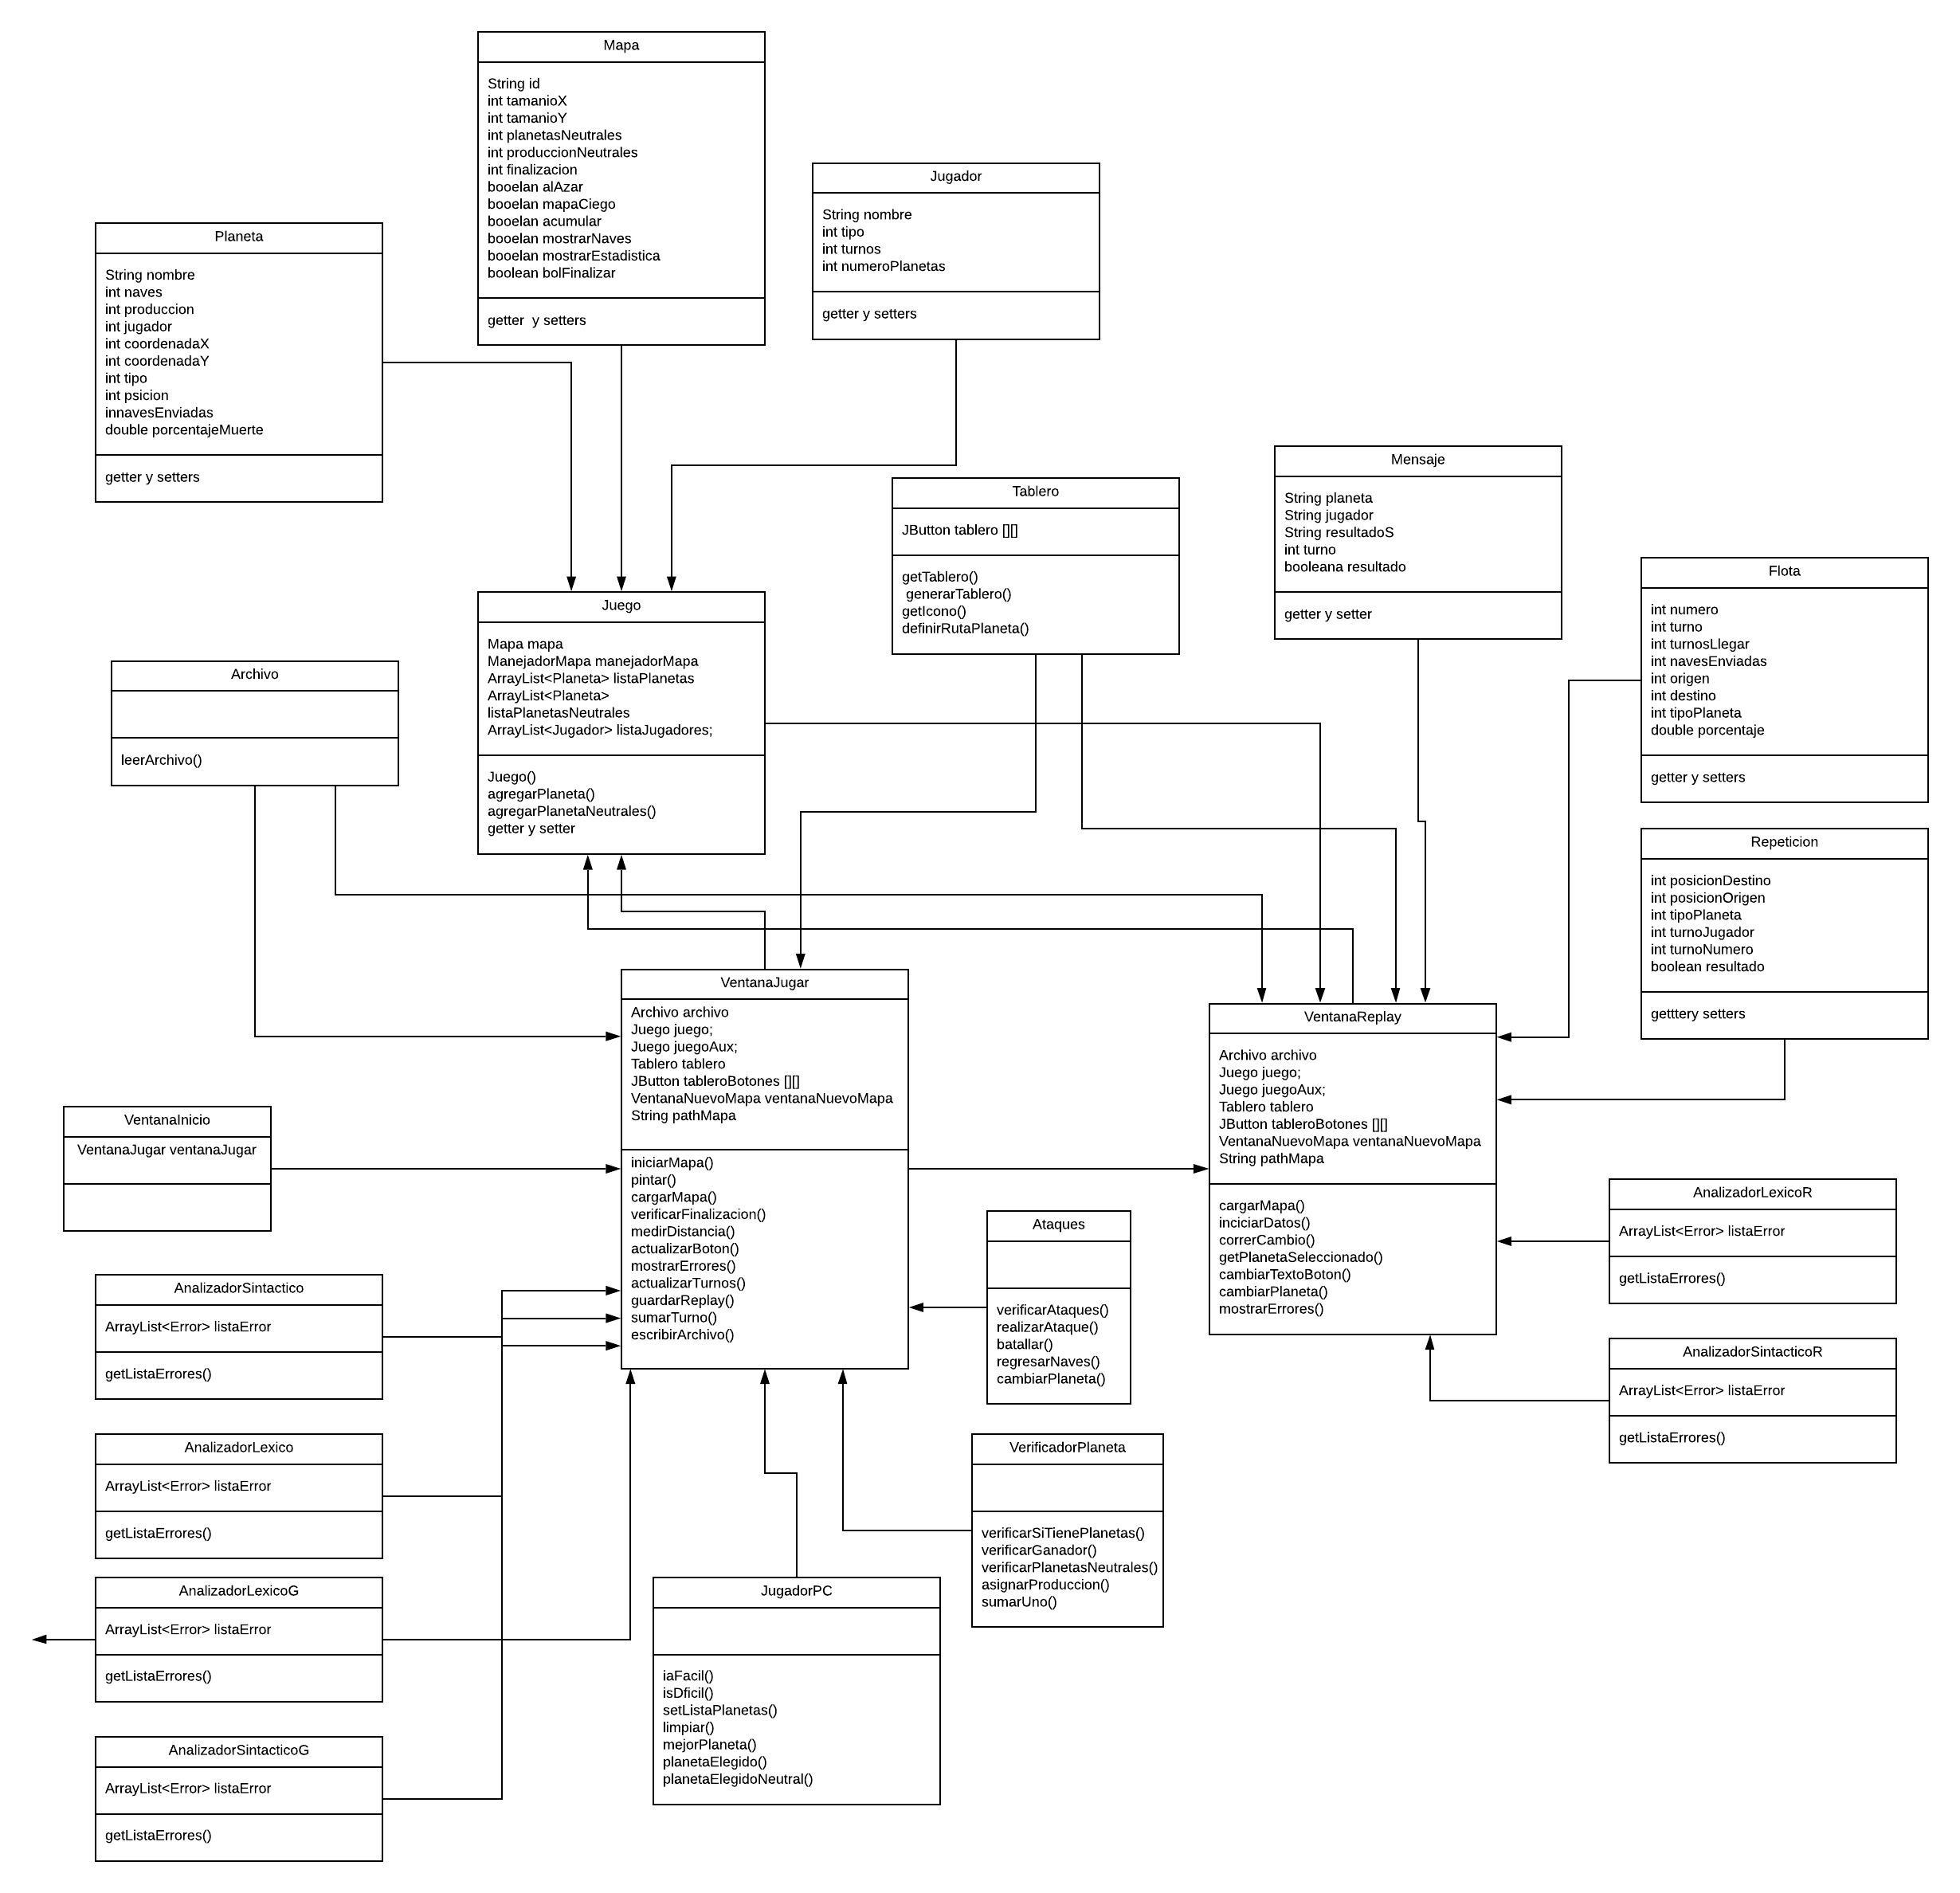 Mapa
String id
int tamanioX
int tamanioY
int planetasNeutrales
int produccionNeutrales
int finalizacion
booelan alAzar
booelan mapaCiego
booelan acumular
booelan mostrarNaves
booelan mostrarEstadistica
boolean bolFinalizar
getter  y setters
Jugador
String nombre
int tipo
int turnos
int numeroPlanetas
getter y setters
Planeta
String nombre
int naves
int produccion
int jugador
int coordenadaX
int coordenadaY
int tipo
int psicion
innavesEnviadas
double porcentajeMuerte
getter y setters
Mensaje
String planeta
String jugador
String resultadoS
int turno
booleana resultado
getter y setter
Tablero
JButton tablero [][]
getTablero()
generarTablero()
getIcono()
definirRutaPlaneta()
Flota
int numero
int turno
int turnosLlegar
int navesEnviadas
int origen
int destino
int tipoPlaneta
double porcentaje
getter y setters
Juego
Mapa mapa
ManejadorMapa manejadorMapa
ArrayList<Planeta> listaPlanetas
ArrayList<Planeta>
listaPlanetasNeutrales
ArrayList<Jugador> listaJugadores;
Juego()
agregarPlaneta()
agregarPlanetaNeutrales()
getter y setter
Archivo
leerArchivo()
Repeticion
int posicionDestino
int posicionOrigen
int tipoPlaneta
int turnoJugador
int turnoNumero
boolean resultado
getttery setters
VentanaJugar
Archivo archivo
Juego juego;
Juego juegoAux;
Tablero tablero
JButton tableroBotones [][]
VentanaNuevoMapa ventanaNuevoMapa
String pathMapa
iniciarMapa()
pintar()
cargarMapa()
verificarFinalizacion()
medirDistancia()
actualizarBoton()
mostrarErrores()
actualizarTurnos()
guardarReplay()
sumarTurno()
escribirArchivo()
VentanaReplay
Archivo archivo
Juego juego;
Juego juegoAux;
Tablero tablero
JButton tableroBotones [][]
VentanaNuevoMapa ventanaNuevoMapa
String pathMapa
cargarMapa()
inciciarDatos()
correrCambio()
getPlanetaSeleccionado()
cambiarTextoBoton()
cambiarPlaneta()
mostrarErrores()
VentanaInicio
VentanaJugar ventanaJugar
AnalizadorLexicoR
ArrayList<Error> listaError
getListaErrores()
Ataques
verificarAtaques()
realizarAtaque()
batallar()
regresarNaves()
cambiarPlaneta()
AnalizadorSintactico
ArrayList<Error> listaError
getListaErrores()
AnalizadorSintacticoR
ArrayList<Error> listaError
getListaErrores()
AnalizadorLexico
ArrayList<Error> listaError
getListaErrores()
VerificadorPlaneta
verificarSiTienePlanetas()
verificarGanador()
verificarPlanetasNeutrales()
asignarProduccion()
sumarUno()
AnalizadorLexicoG
ArrayList<Error> listaError
getListaErrores()
JugadorPC
iaFacil()
isDficil()
setListaPlanetas()
limpiar()
mejorPlaneta()
planetaElegido()
planetaElegidoNeutral()
AnalizadorSintacticoG
ArrayList<Error> listaError
getListaErrores()